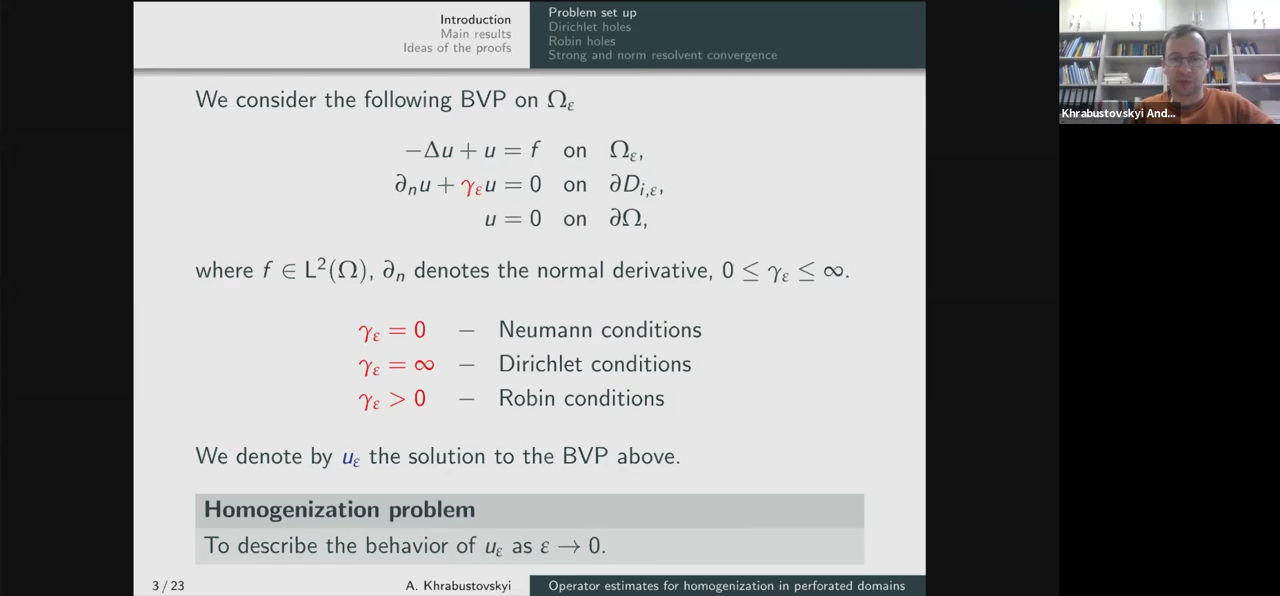 Introduction
Main results
Ideas of the proofs
Problem set up
Dirichlet holes
Robin holes
Strong and norm resolvent convergence
We consider the following BVP on Ωε
−Δu + u = f on Ωε,
∂nu + γεu = 0 on ∂Di,ε,
u = 0 on ∂Ω,
where f ∈ L²(Ω), ∂n denotes the normal derivative, 0 ≤ γε ≤ ∞.
γε = 0 – Neumann conditions
γε = ∞ – Dirichlet conditions
γε > 0 – Robin conditions
We denote by uε the solution to the BVP above.
Homogenization problem
To describe the behavior of uε as ε → 0.
3 / 23
A. Khrabustovskyi
Operator estimates for homogenization in perforated domains
Khrabustovskyi And...